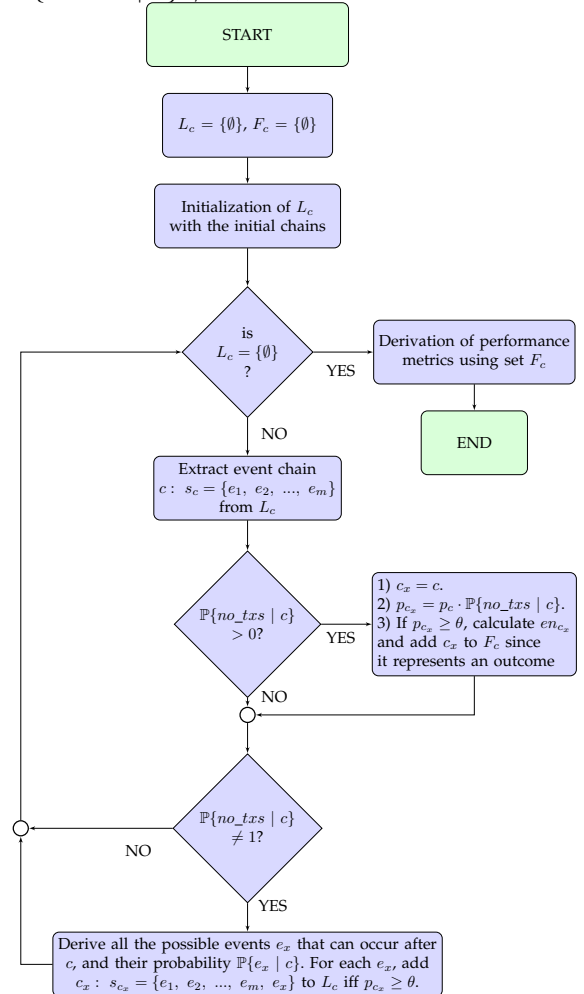 START
L_c = {∅}, F_c = {∅}
Initialization of L_c
with the initial chains
is
L_c = {∅}
?
YES
Derivation of performance
metrics using set F_c
END
NO
Extract event chain
c : s_c = {e_1, e_2, ..., e_m}
from L_c
ℙ{no_txs | c}
> 0?
YES
1) c_x = c.
2) p_{c_x} = p_c · ℙ{no_txs | c}.
3) If p_{c_x} ≥ θ, calculate en_{c_x}
and add c_x to F_c since
it represents an outcome
NO
ℙ{no_txs | c}
≠ 1?
NO
YES
Derive all the possible events e_x that can occur after
c, and their probability ℙ{e_x | c}. For each e_x, add
c_x : s_{c_x} = {e_1, e_2, ..., e_m, e_x} to L_c iff p_{c_x} ≥ θ.